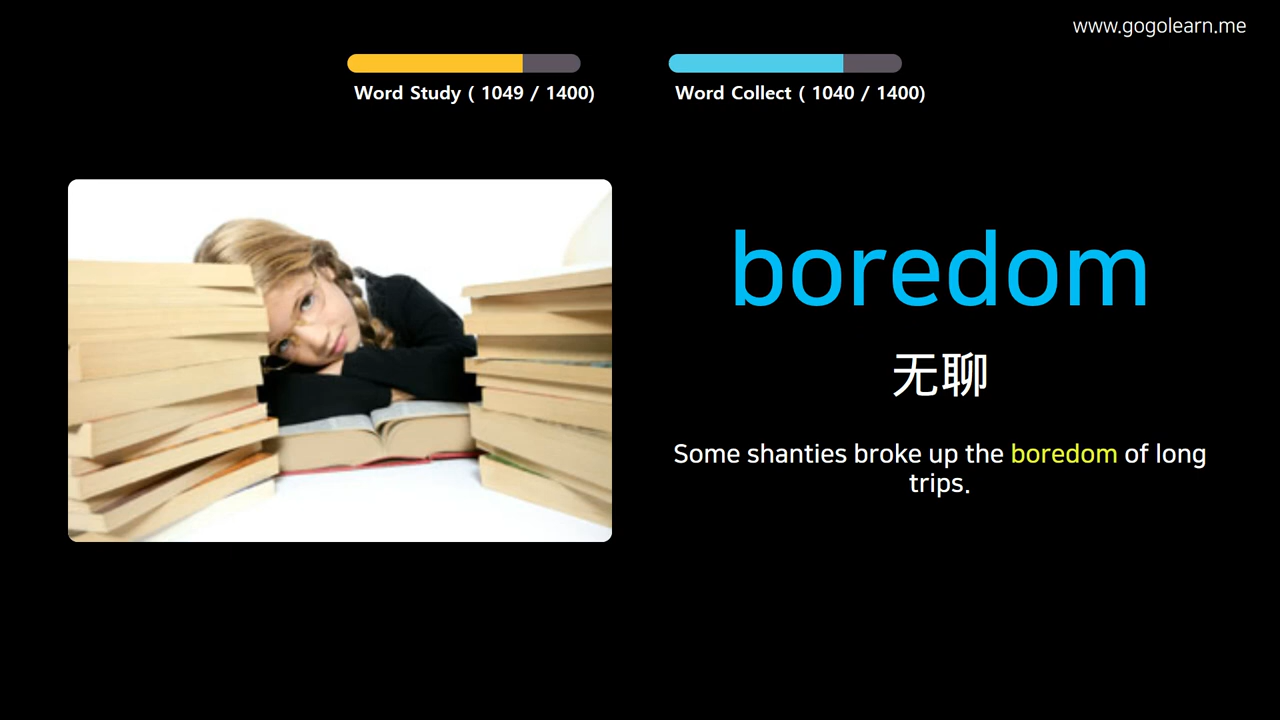 www.gogolearn.me
Word Study ( 1049 / 1400)
Word Collect ( 1040 / 1400)
boredom
无聊
Some shanties broke up the boredom of long
trips.